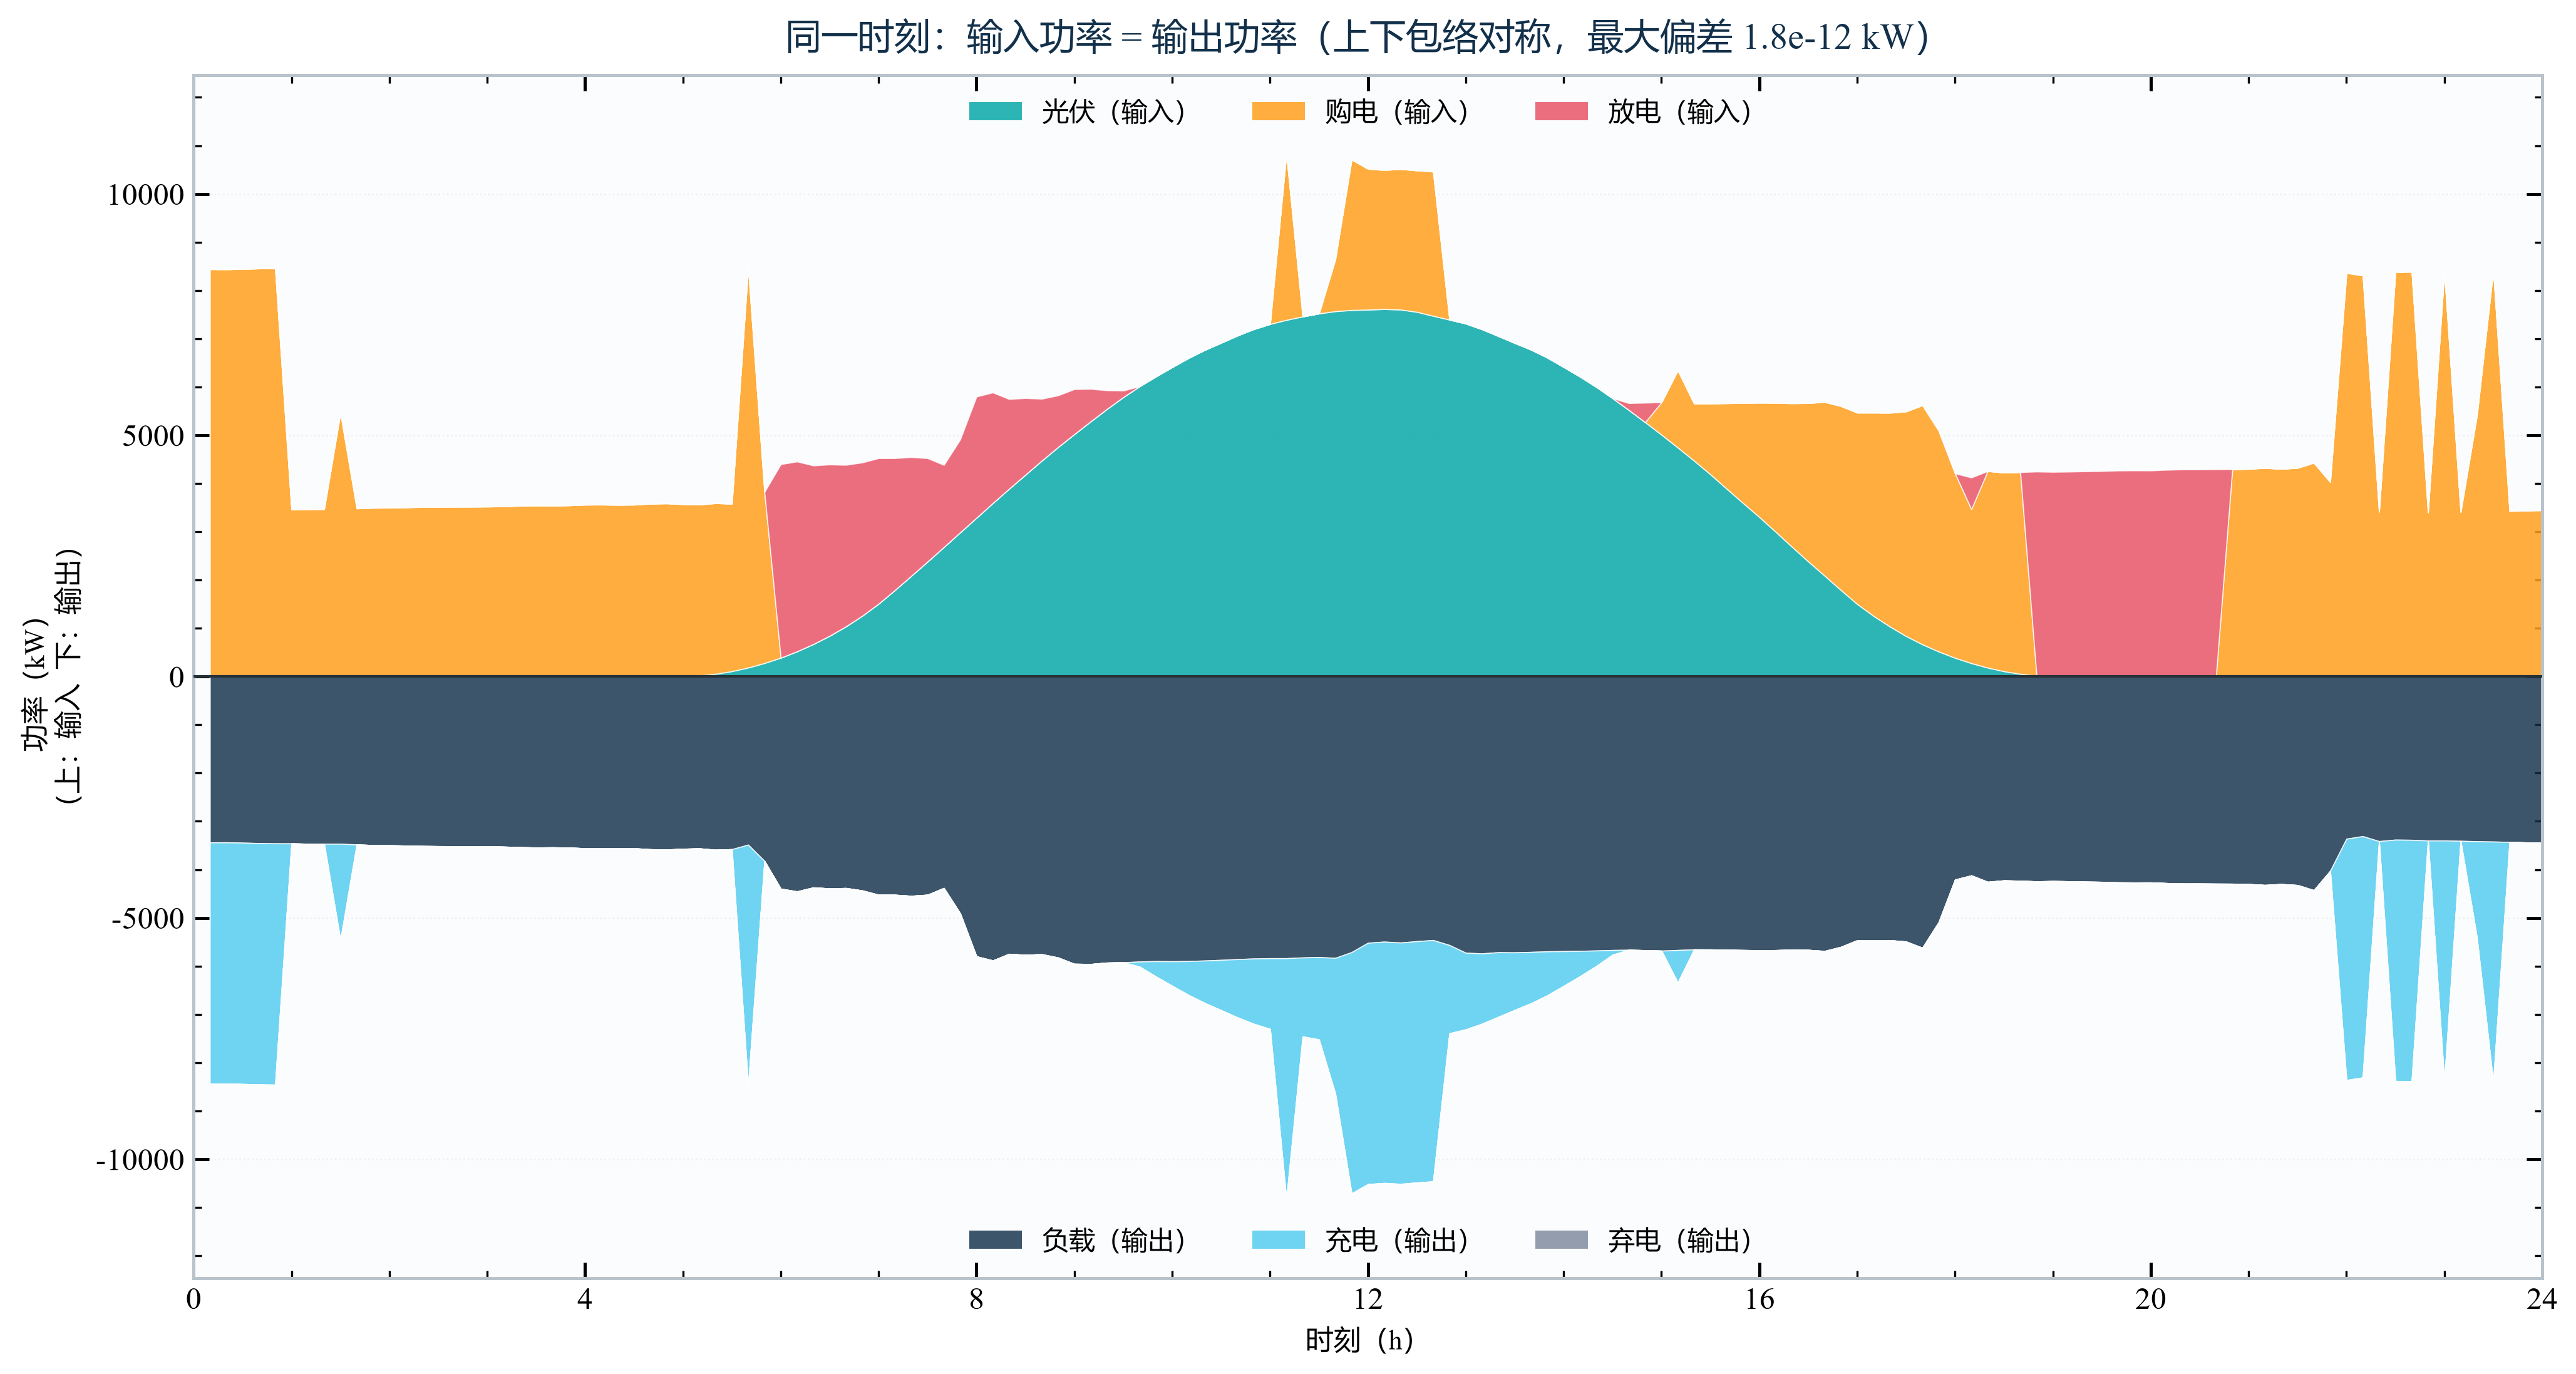 同一时刻：输入功率 = 输出功率（上下包络对称，最大偏差 1.8e-12 kW）
光伏（输入） 购电（输入） 放电（输入）
10000
5000
0
-5000
-10000
功率（kW）
（上：输入 下：输出）
负载（输出） 充电（输出） 弃电（输出）
0 4 8 12 16 20 24
时刻（h）